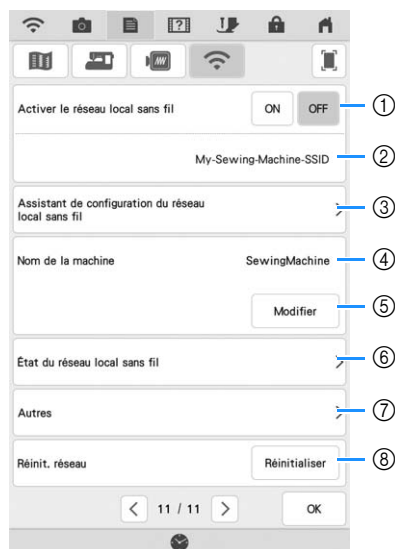 Activer le réseau local sans fil ON OFF ①
My-Sewing-Machine-SSID ②
Assistant de configuration du réseau
local sans fil > ③
Nom de la machine SewingMachine ④
Modifier ⑤
État du réseau local sans fil > ⑥
Autres > ⑦
Réinit. réseau Réinitialiser ⑧
< 11 / 11 > OK